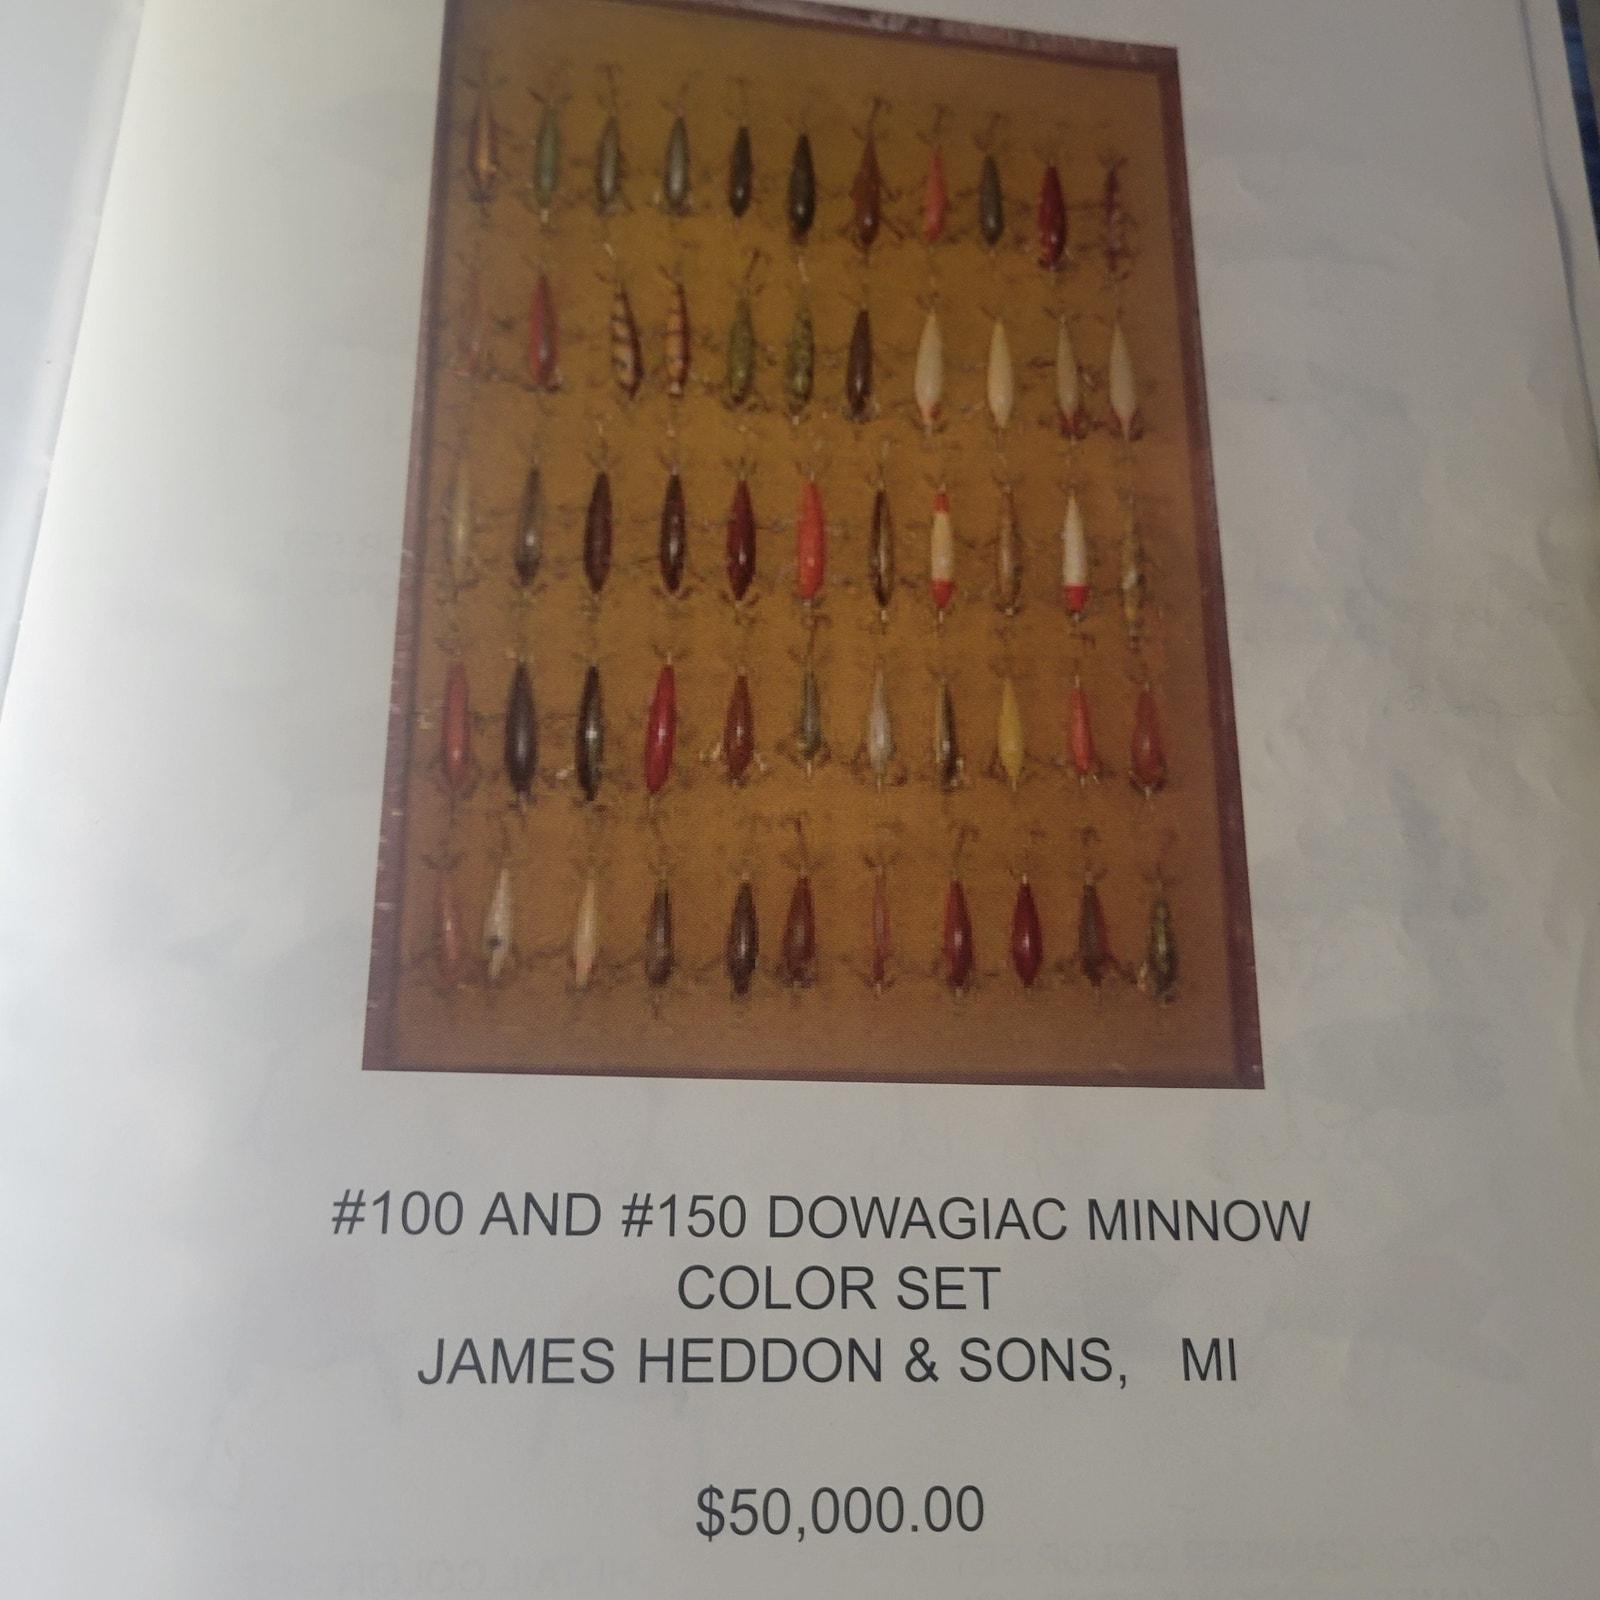 #100 AND #150 DOWAGIAC MINNOW
COLOR SET
JAMES HEDDON & SONS, MI
$50,000.00